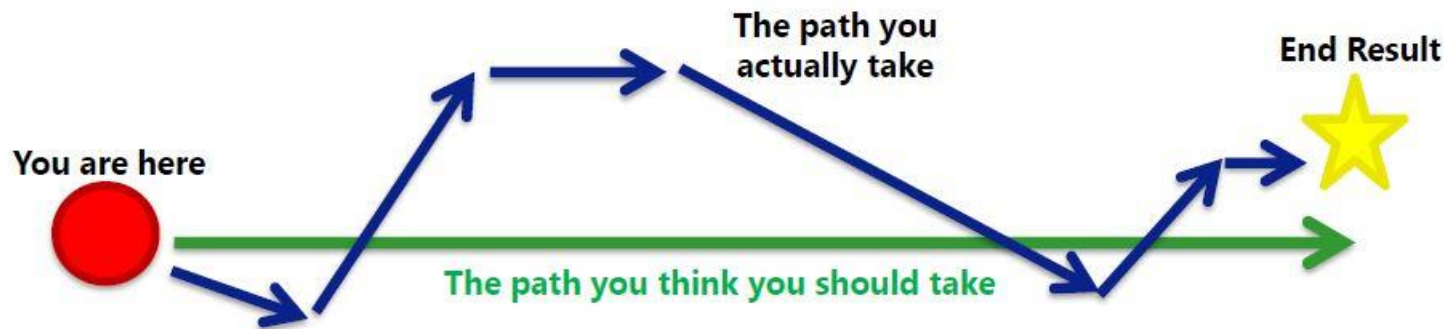 The path you
actually take
End Result
You are here
The path you think you should take